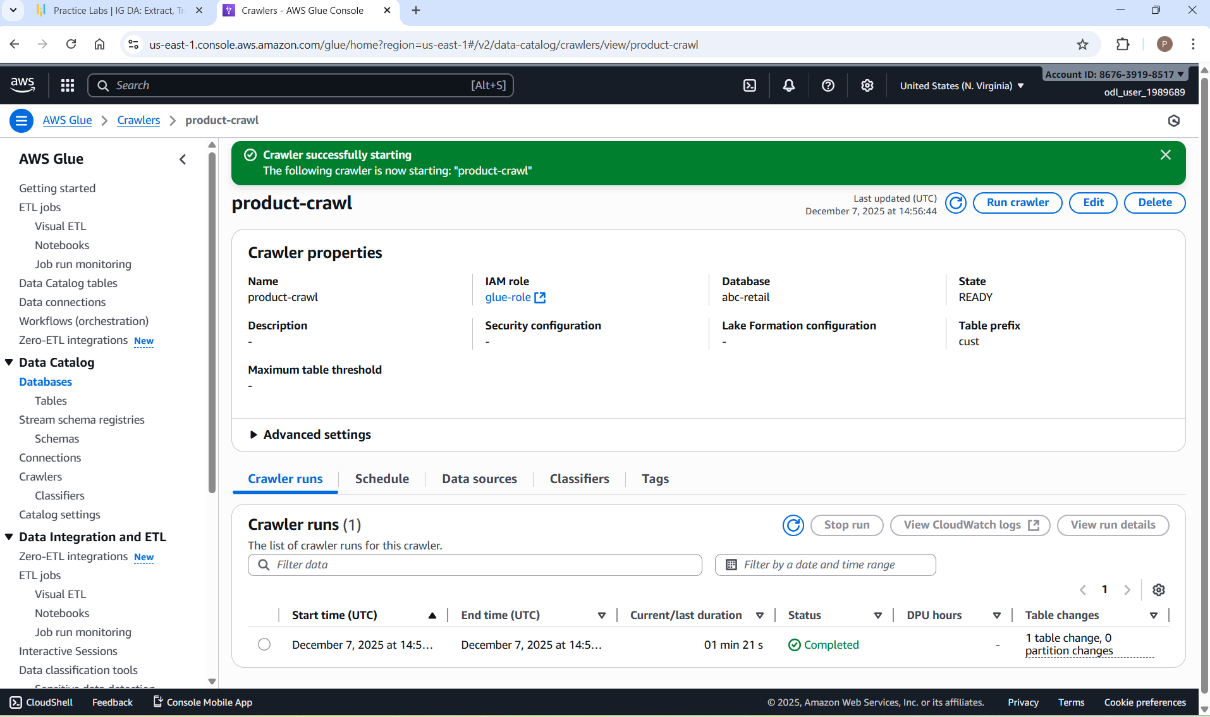 Practice Labs | IG DA: Extract, Tr
Crawlers - AWS Glue Console
us-east-1.console.aws.amazon.com/glue/home?region=us-east-1#/v2/data-catalog/crawlers/view/product-crawl
P
aws
Search
[Alt+S]
United States (N. Virginia)
Account ID: 8676-3919-8517
odl_user_1989689
AWS Glue
Crawlers
product-crawl
AWS Glue
Getting started
ETL jobs
Visual ETL
Notebooks
Job run monitoring
Data Catalog tables
Data connections
Workflows (orchestration)
Zero-ETL integrations New
Data Catalog
Databases
Tables
Stream schema registries
Schemas
Connections
Crawlers
Classifiers
Catalog settings
Data Integration and ETL
Zero-ETL integrations New
ETL jobs
Visual ETL
Notebooks
Job run monitoring
Interactive Sessions
Data classification tools
Sensitive data detection
Crawler successfully starting
The following crawler is now starting: "product-crawl"
product-crawl
Last updated (UTC)
December 7, 2025 at 14:56:44
Run crawler
Edit
Delete
Crawler properties
Name
product-crawl
IAM role
glue-role
Database
abc-retail
State
READY
Description
-
Security configuration
-
Lake Formation configuration
-
Table prefix
cust
Maximum table threshold
-
Advanced settings
Crawler runs
Schedule
Data sources
Classifiers
Tags
Crawler runs (1)
The list of crawler runs for this crawler.
Stop run
View CloudWatch logs
View run details
Filter data
Filter by a date and time range
1
Start time (UTC)
End time (UTC)
Current/last duration
Status
DPU hours
Table changes
December 7, 2025 at 14:5...
December 7, 2025 at 14:5...
01 min 21 s
Completed
-
1 table change, 0
partition changes
CloudShell
Feedback
Console Mobile App
© 2025, Amazon Web Services, Inc. or its affiliates.
Privacy
Terms
Cookie preferences